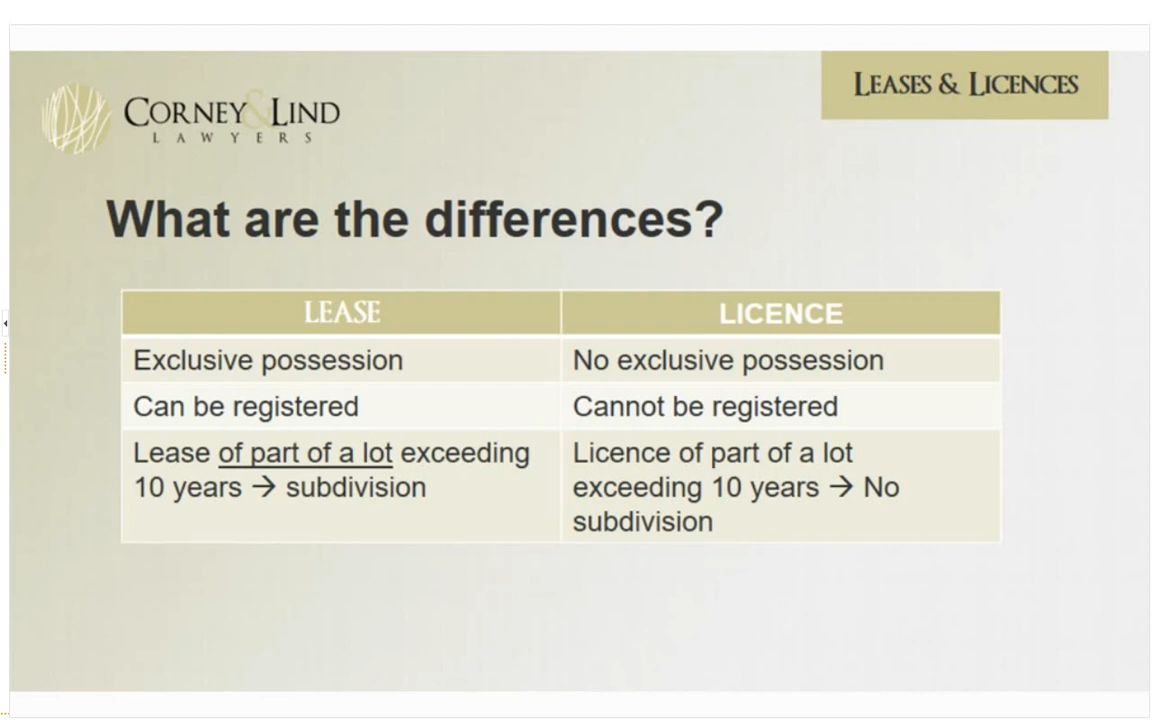 CORNEY&LIND
LAWYERS
LEASES & LICENCES
What are the differences?
LEASE
LICENCE
Exclusive possession
No exclusive possession
Can be registered
Cannot be registered
Lease of part of a lot exceeding
10 years → subdivision
Licence of part of a lot
exceeding 10 years → No
subdivision